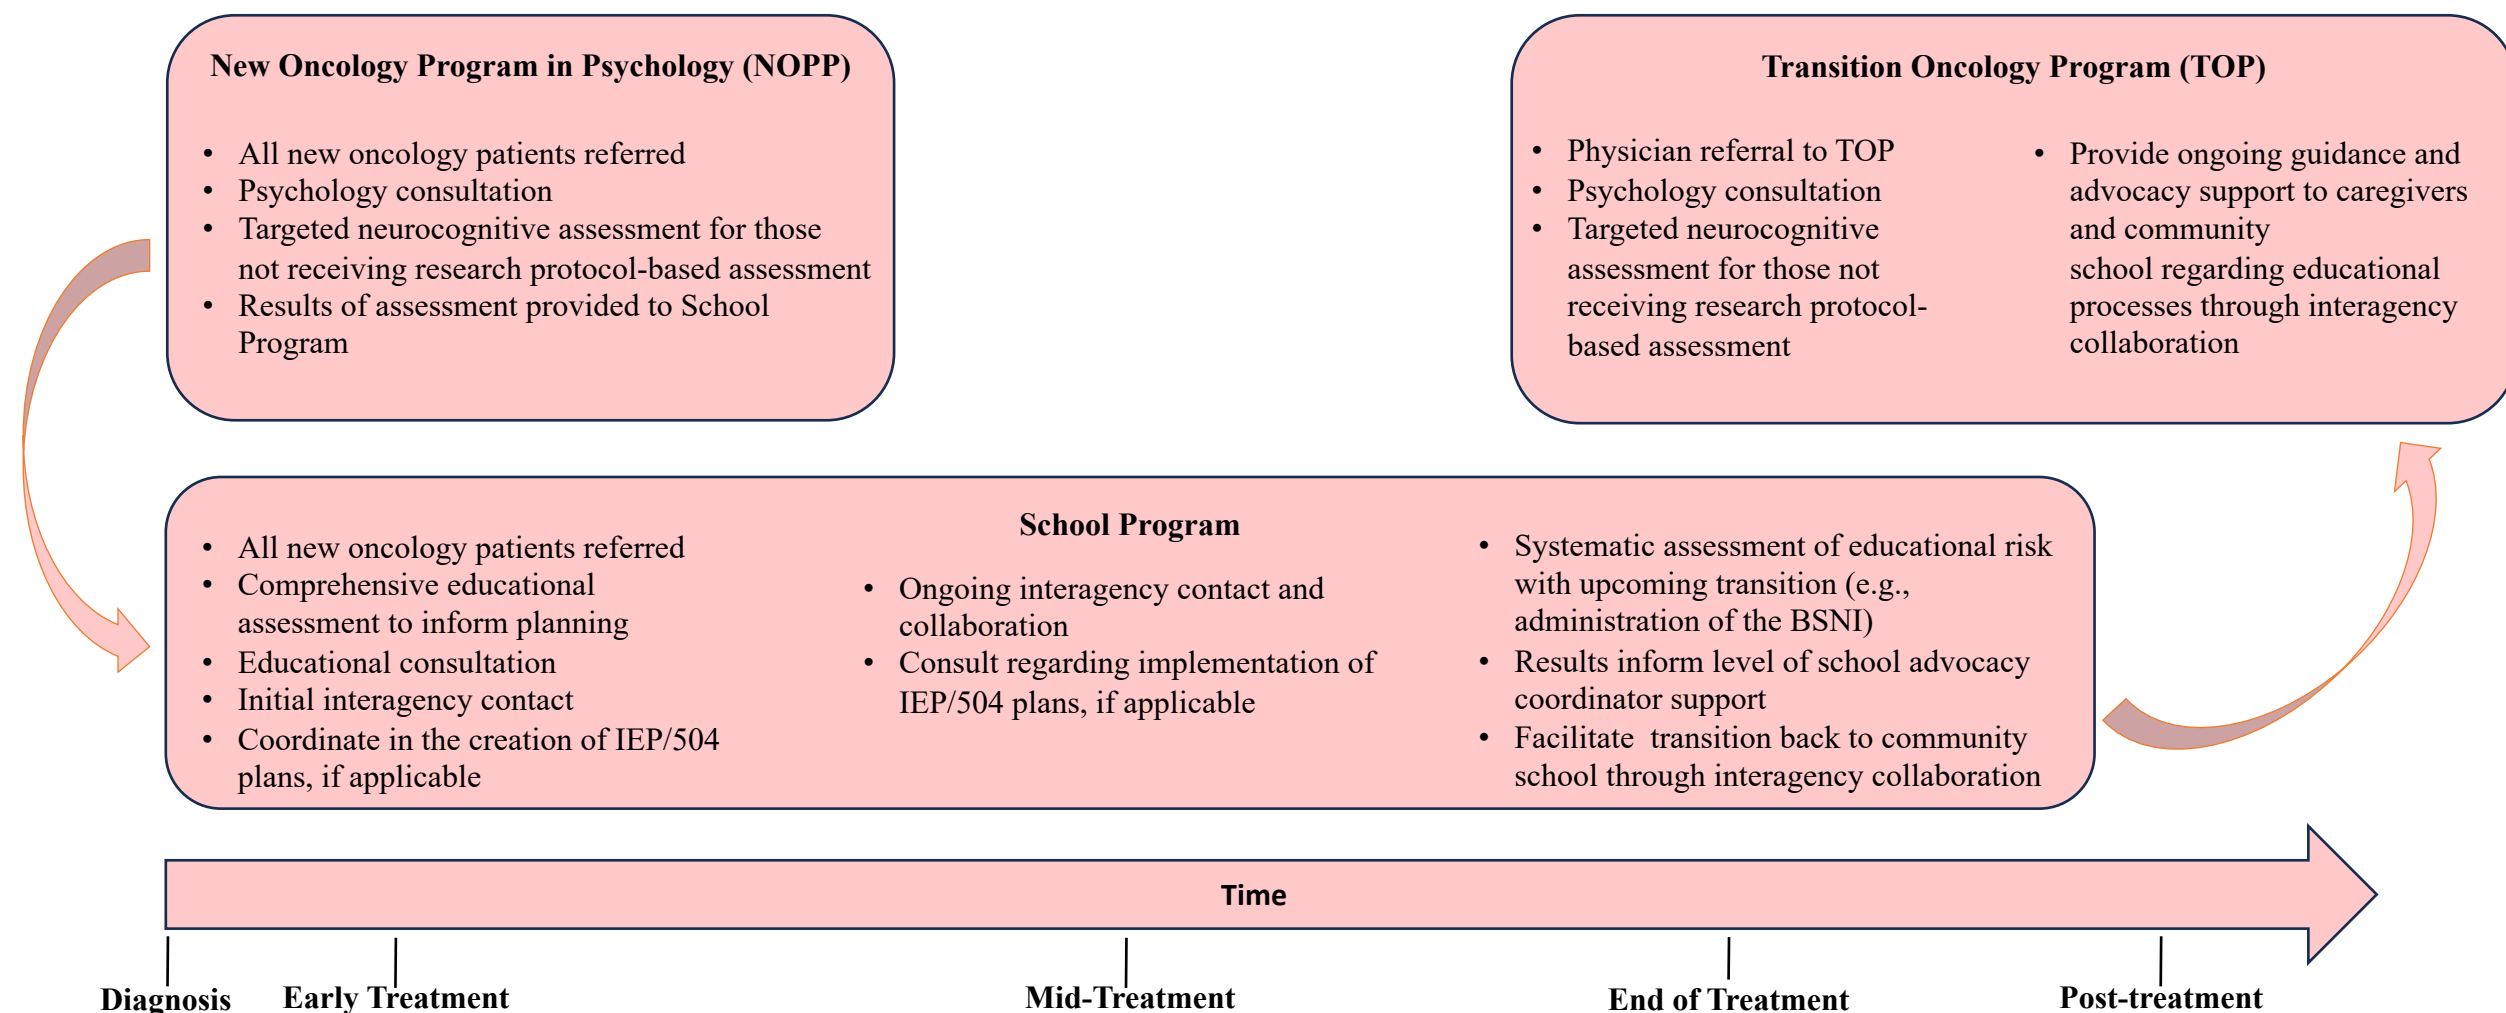 New Oncology Program in Psychology (NOPP)
• All new oncology patients referred
• Psychology consultation
• Targeted neurocognitive assessment for those
not receiving research protocol-based assessment
• Results of assessment provided to School
Program
Transition Oncology Program (TOP)
• Physician referral to TOP
• Psychology consultation
• Targeted neurocognitive
assessment for those not
receiving research protocol-
based assessment
• Provide ongoing guidance and
advocacy support to caregivers
and community
school regarding educational
processes through interagency
collaboration
School Program
• All new oncology patients referred
• Comprehensive educational
assessment to inform planning
• Educational consultation
• Initial interagency contact
• Coordinate in the creation of IEP/504
plans, if applicable
• Ongoing interagency contact and
collaboration
• Consult regarding implementation of
IEP/504 plans, if applicable
• Systematic assessment of educational risk
with upcoming transition (e.g.,
administration of the BSNI)
• Results inform level of school advocacy
coordinator support
• Facilitate  transition back to community
school through interagency collaboration
Time
Diagnosis
Early Treatment
Mid-Treatment
End of Treatment
Post-treatment